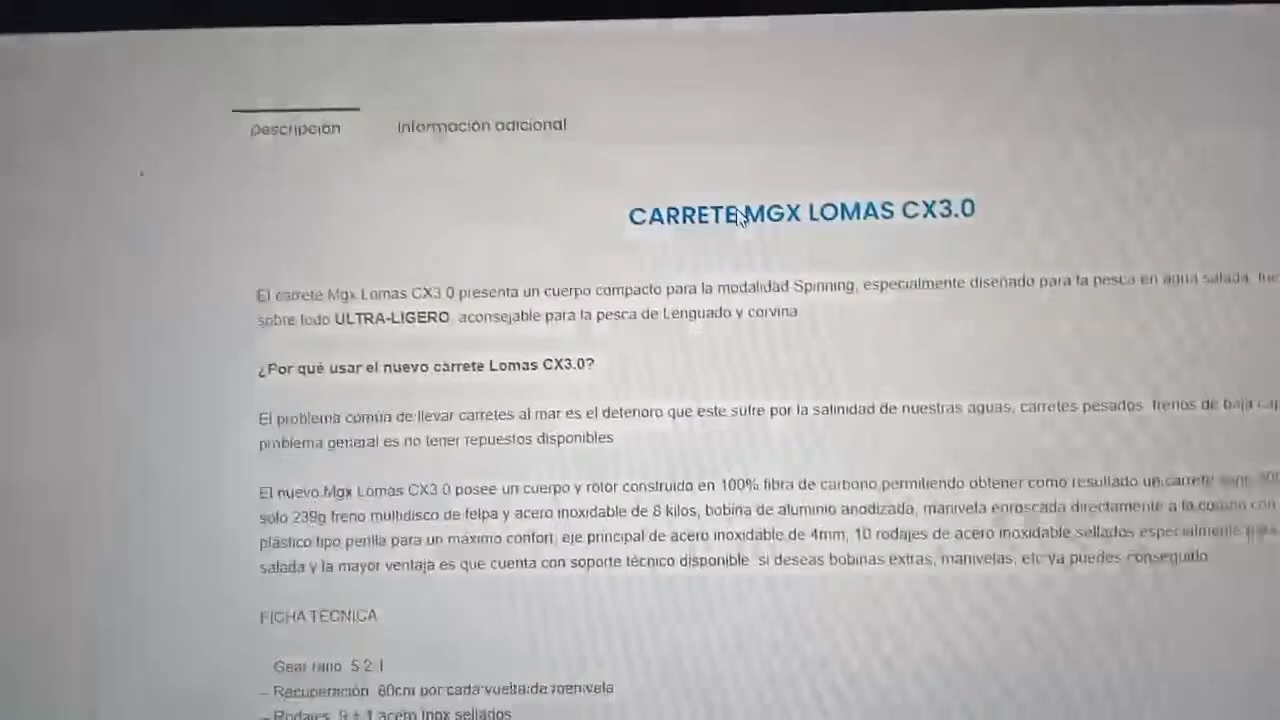 Descripción
Información adicional
CARRETE MGX LOMAS CX3.0
El carrete Mgx Lomas CX3.0 presenta un cuerpo compacto para la modalidad Spinning, especialmente diseñado para la pesca en agua salada,
sobre todo ULTRA-LIGERO, aconsejable para la pesca de Lenguado y corvina
¿Por qué usar el nuevo carrete Lomas CX3.0?
El problema común de llevar carretes al mar es el deterioro que este sufre por la salinidad de nuestras aguas, carretes pesados, frenos de baja
problema general es no tener repuestos disponibles
El nuevo Mgx Lomas CX3.0 posee un cuerpo y rotor construido en 100% fibra de carbono permitiendo obtener como resultado un carrete
solo 239g freno multidisco de felpa y acero inoxidable de 8 kilos, bobina de aluminio anodizada, manivela enroscada directamente a la corona con
plástico tipo perilla para un máximo confort, eje principal de acero inoxidable de 4mm, 10 rodajes de acero inoxidable sellados especialmente
salada y la mayor ventaja es que cuenta con soporte técnico disponible si deseas bobinas extras, manivelas, etc ya puedes conseguirlo
FICHA TECNICA
Gear ratio 5.2.1
– Recuperación 80cm por cada vuelta de manivela
– Rodajes 9 + 1 acero inox sellados